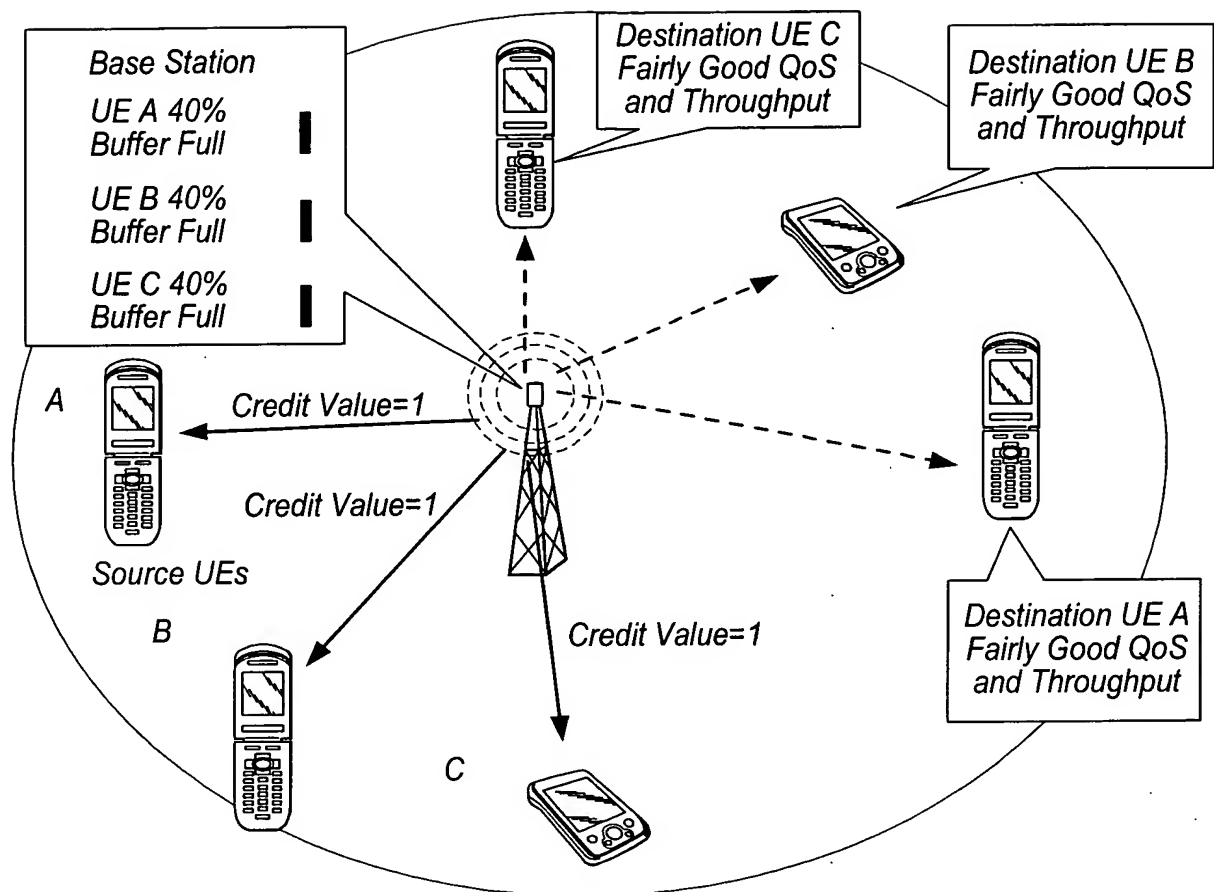 Base Station
UE A 40%
Buffer Full
UE B 40%
Buffer Full
UE C 40%
Buffer Full
Destination UE C
Fairly Good QoS
and Throughput
Destination UE B
Fairly Good QoS
and Throughput
A
Credit Value=1
Credit Value=1
Source UEs
B
Credit Value=1
Destination UE A
Fairly Good QoS
and Throughput
C